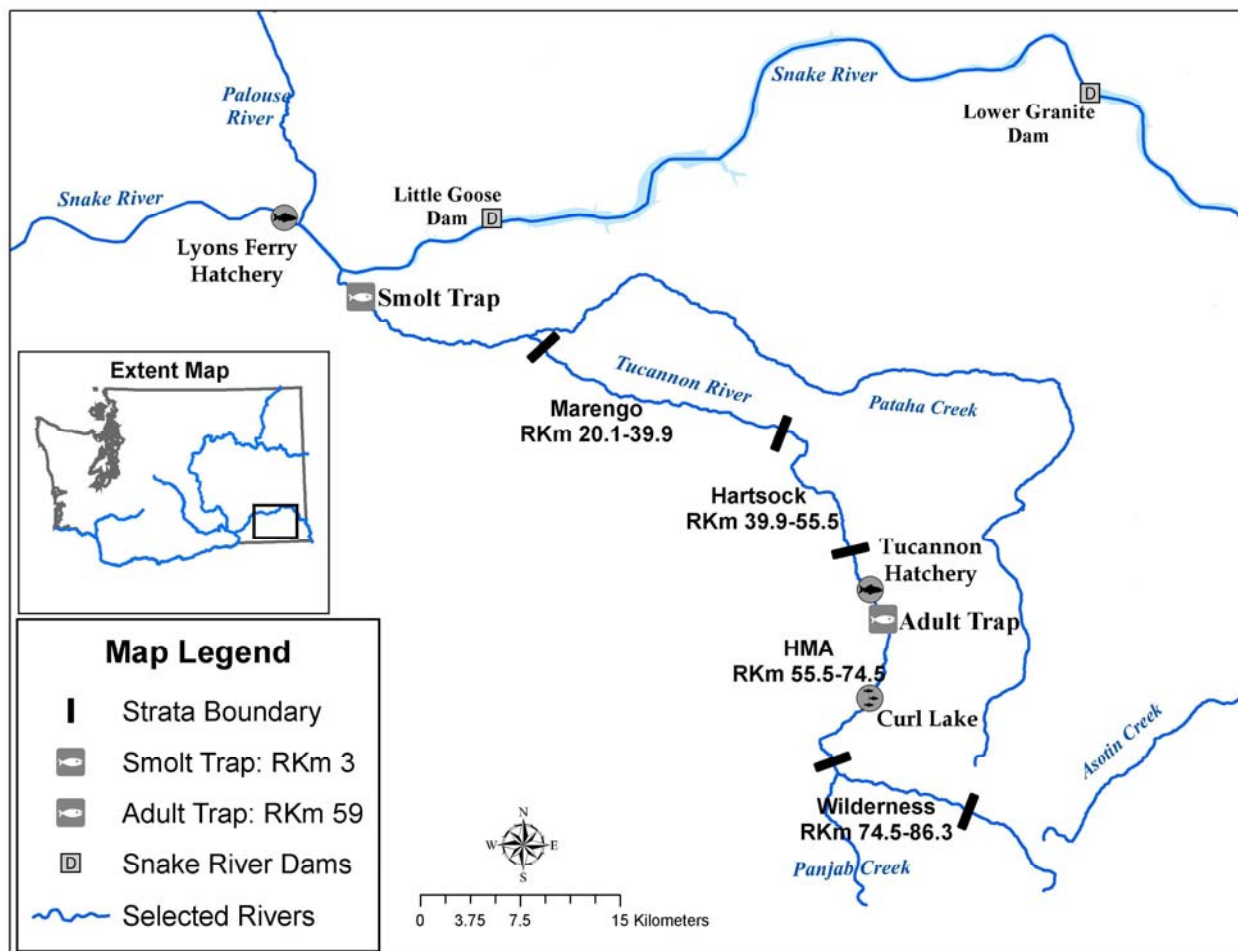 Palouse
River
Snake River
Lower Granite
Dam
D
Snake River
Little Goose
Dam
D
Lyons Ferry
Hatchery
Smolt Trap
Extent Map
Tucannon River
Marengo
RKm 20.1-39.9
Pataha Creek
Hartsock
RKm 39.9-55.5
Tucannon
Hatchery
Adult Trap
HMA
RKm 55.5-74.5
Curl Lake
Asotin Creek
Wilderness
RKm 74.5-86.3
Panjab Creek
Map Legend
Strata Boundary
Smolt Trap: RKm 3
Adult Trap: RKm 59
D Snake River Dams
Selected Rivers
N
W E
S
0 3.75 7.5 15 Kilometers